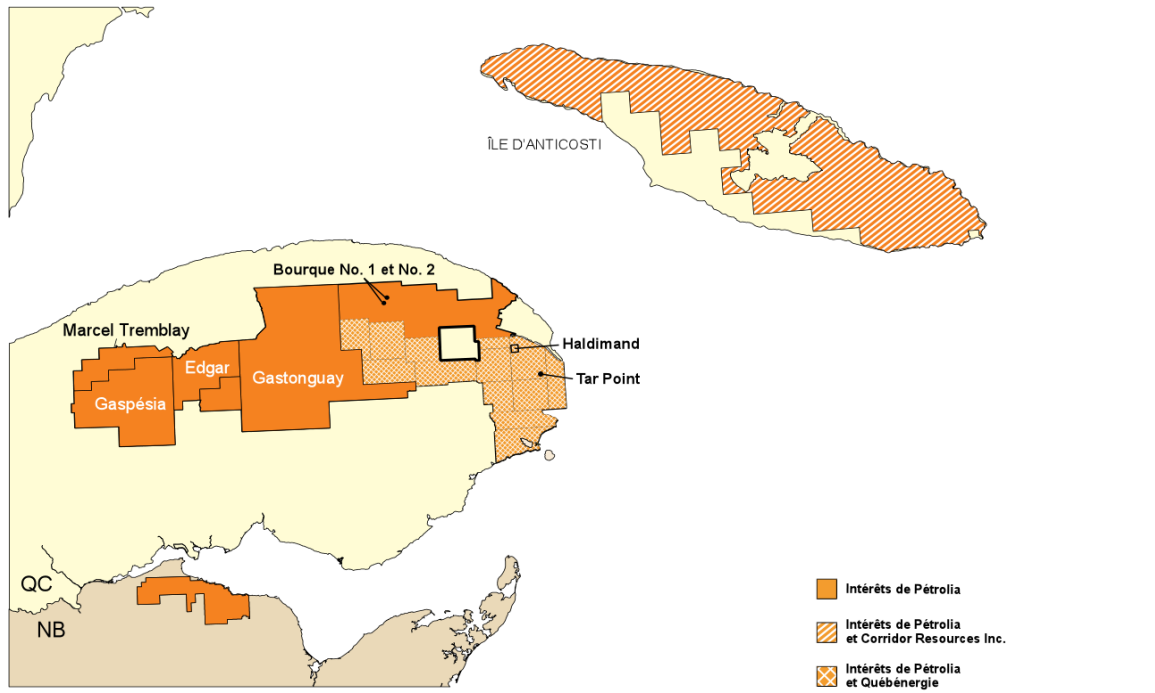 ÎLE D'ANTICOSTI
Bourque No. 1 et No. 2
Marcel Tremblay
Haldimand
Edgar
Gastonguay
Tar Point
Gaspésia
QC
NB
Intérêts de Pétrolia
Intérêts de Pétrolia
et Corridor Resources Inc.
Intérêts de Pétrolia
et Québénergie